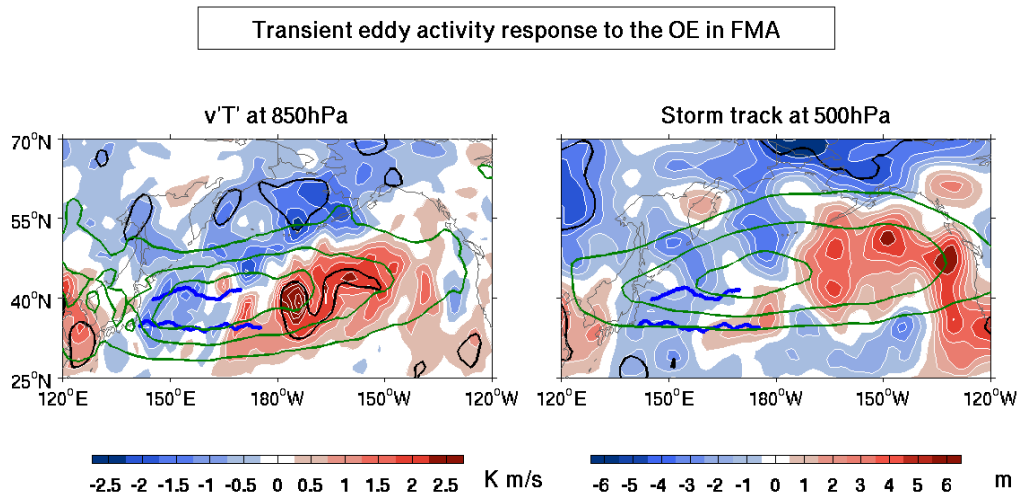 Transient eddy activity response to the OE in FMA
v'T' at 850hPa
Storm track at 500hPa
70°N
55°N
40°N
25°N
120°E
150°E
180°W
150°W
120°W
70°N
55°N
40°N
25°N
120°E
150°E
180°W
150°W
120°W
-2.5 -2 -1.5 -1 -0.5 0 0.5 1 1.5 2 2.5
K m/s
-6 -5 -4 -3 -2 -1 0 1 2 3 4 5 6
m